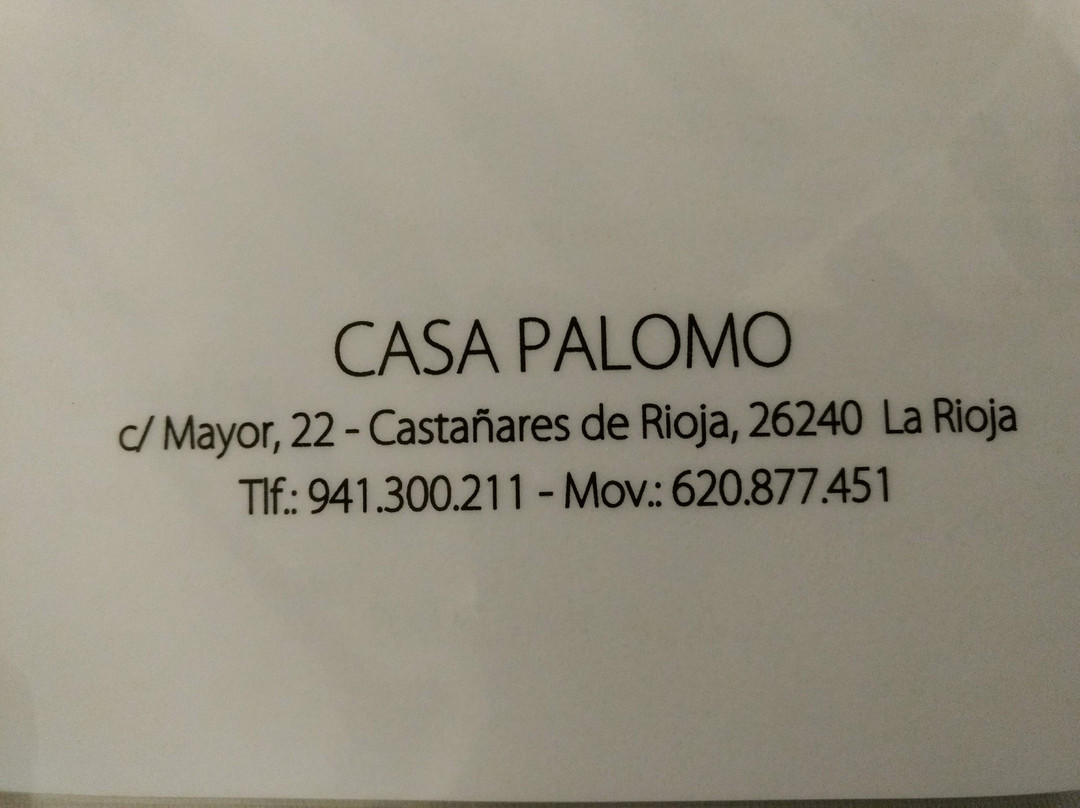 CASA PALOMO
c/ Mayor, 22 - Castañares de Rioja, 26240 La Rioja
Tlf.: 941.300.211 - Mov.: 620.877.451